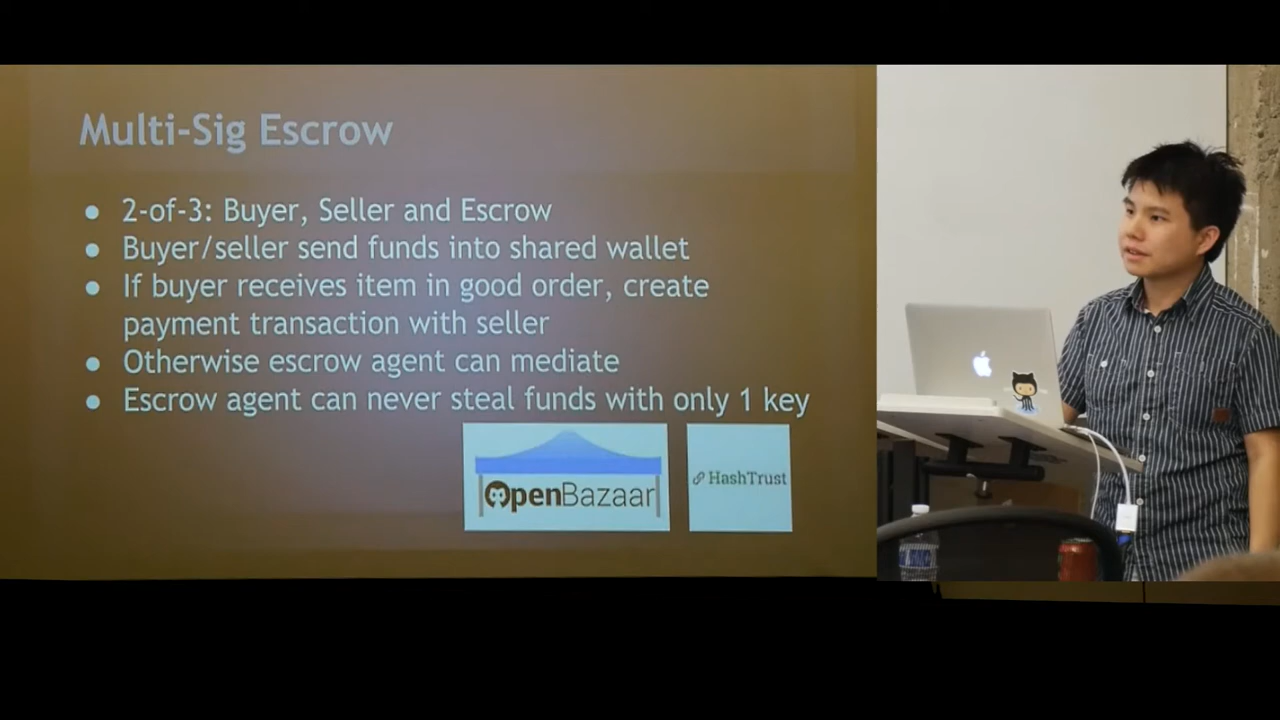 Multi-Sig Escrow
● 2-of-3: Buyer, Seller and Escrow
● Buyer/seller send funds into shared wallet
● If buyer receives item in good order, create
payment transaction with seller
● Otherwise escrow agent can mediate
● Escrow agent can never steal funds with only 1 key
OpenBazaar
HashTrust